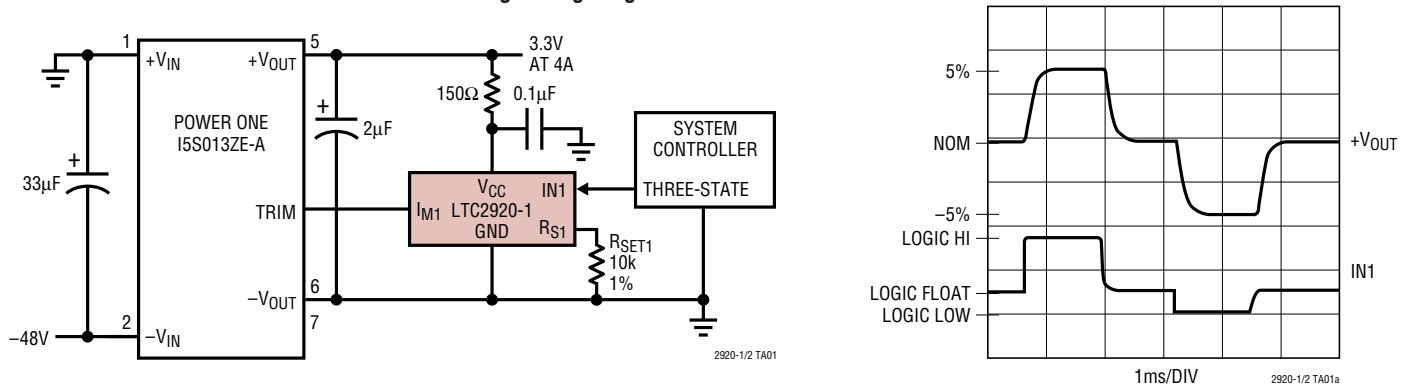 1
+VIN
5
+VOUT
3.3V
AT 4A
150Ω
0.1µF
POWER ONE
I5S013ZE-A
+
2µF
+
33µF
SYSTEM
CONTROLLER
THREE-STATE
VCC
IN1
IM1
LTC2920-1
GND
RS1
TRIM
RSET1
10k
1%
6
–VOUT
7
2
–VIN
–48V
2920-1/2 TA01
5%
NOM
–5%
LOGIC HI
LOGIC FLOAT
LOGIC LOW
+VOUT
IN1
1ms/DIV
2920-1/2 TA01a